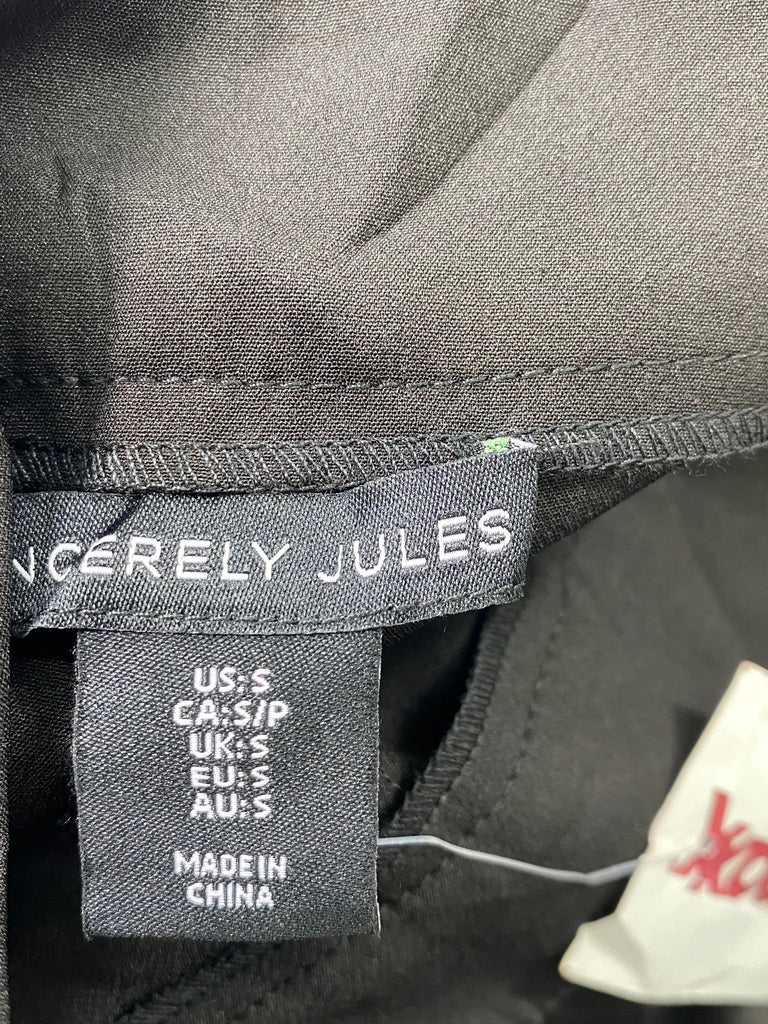 NCERELY JULES
US:S
CA:S/P
UK:S
EU:S
AU:S
MADE IN
CHINA